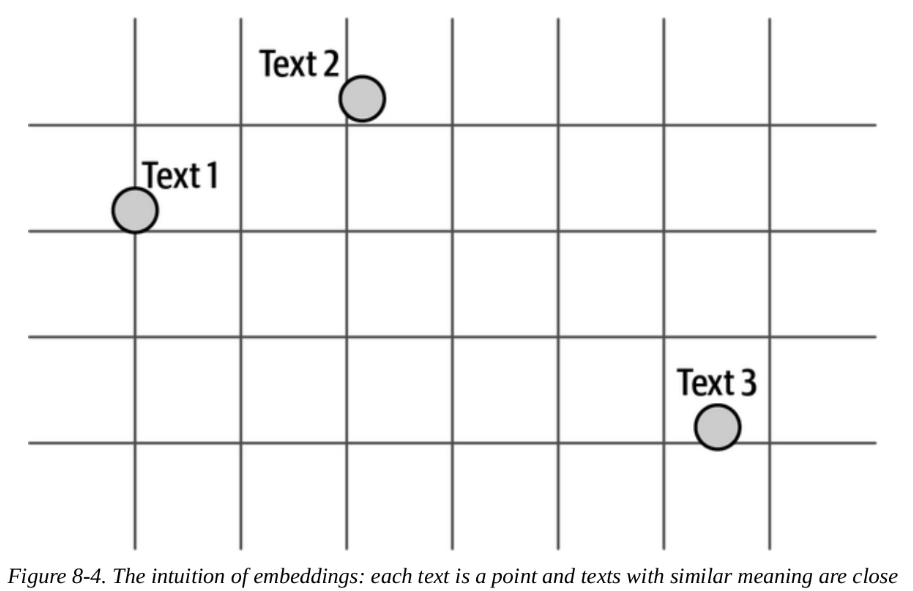 Text 2
Text 1
Text 3
Figure 8-4. The intuition of embeddings: each text is a point and texts with similar meaning are close